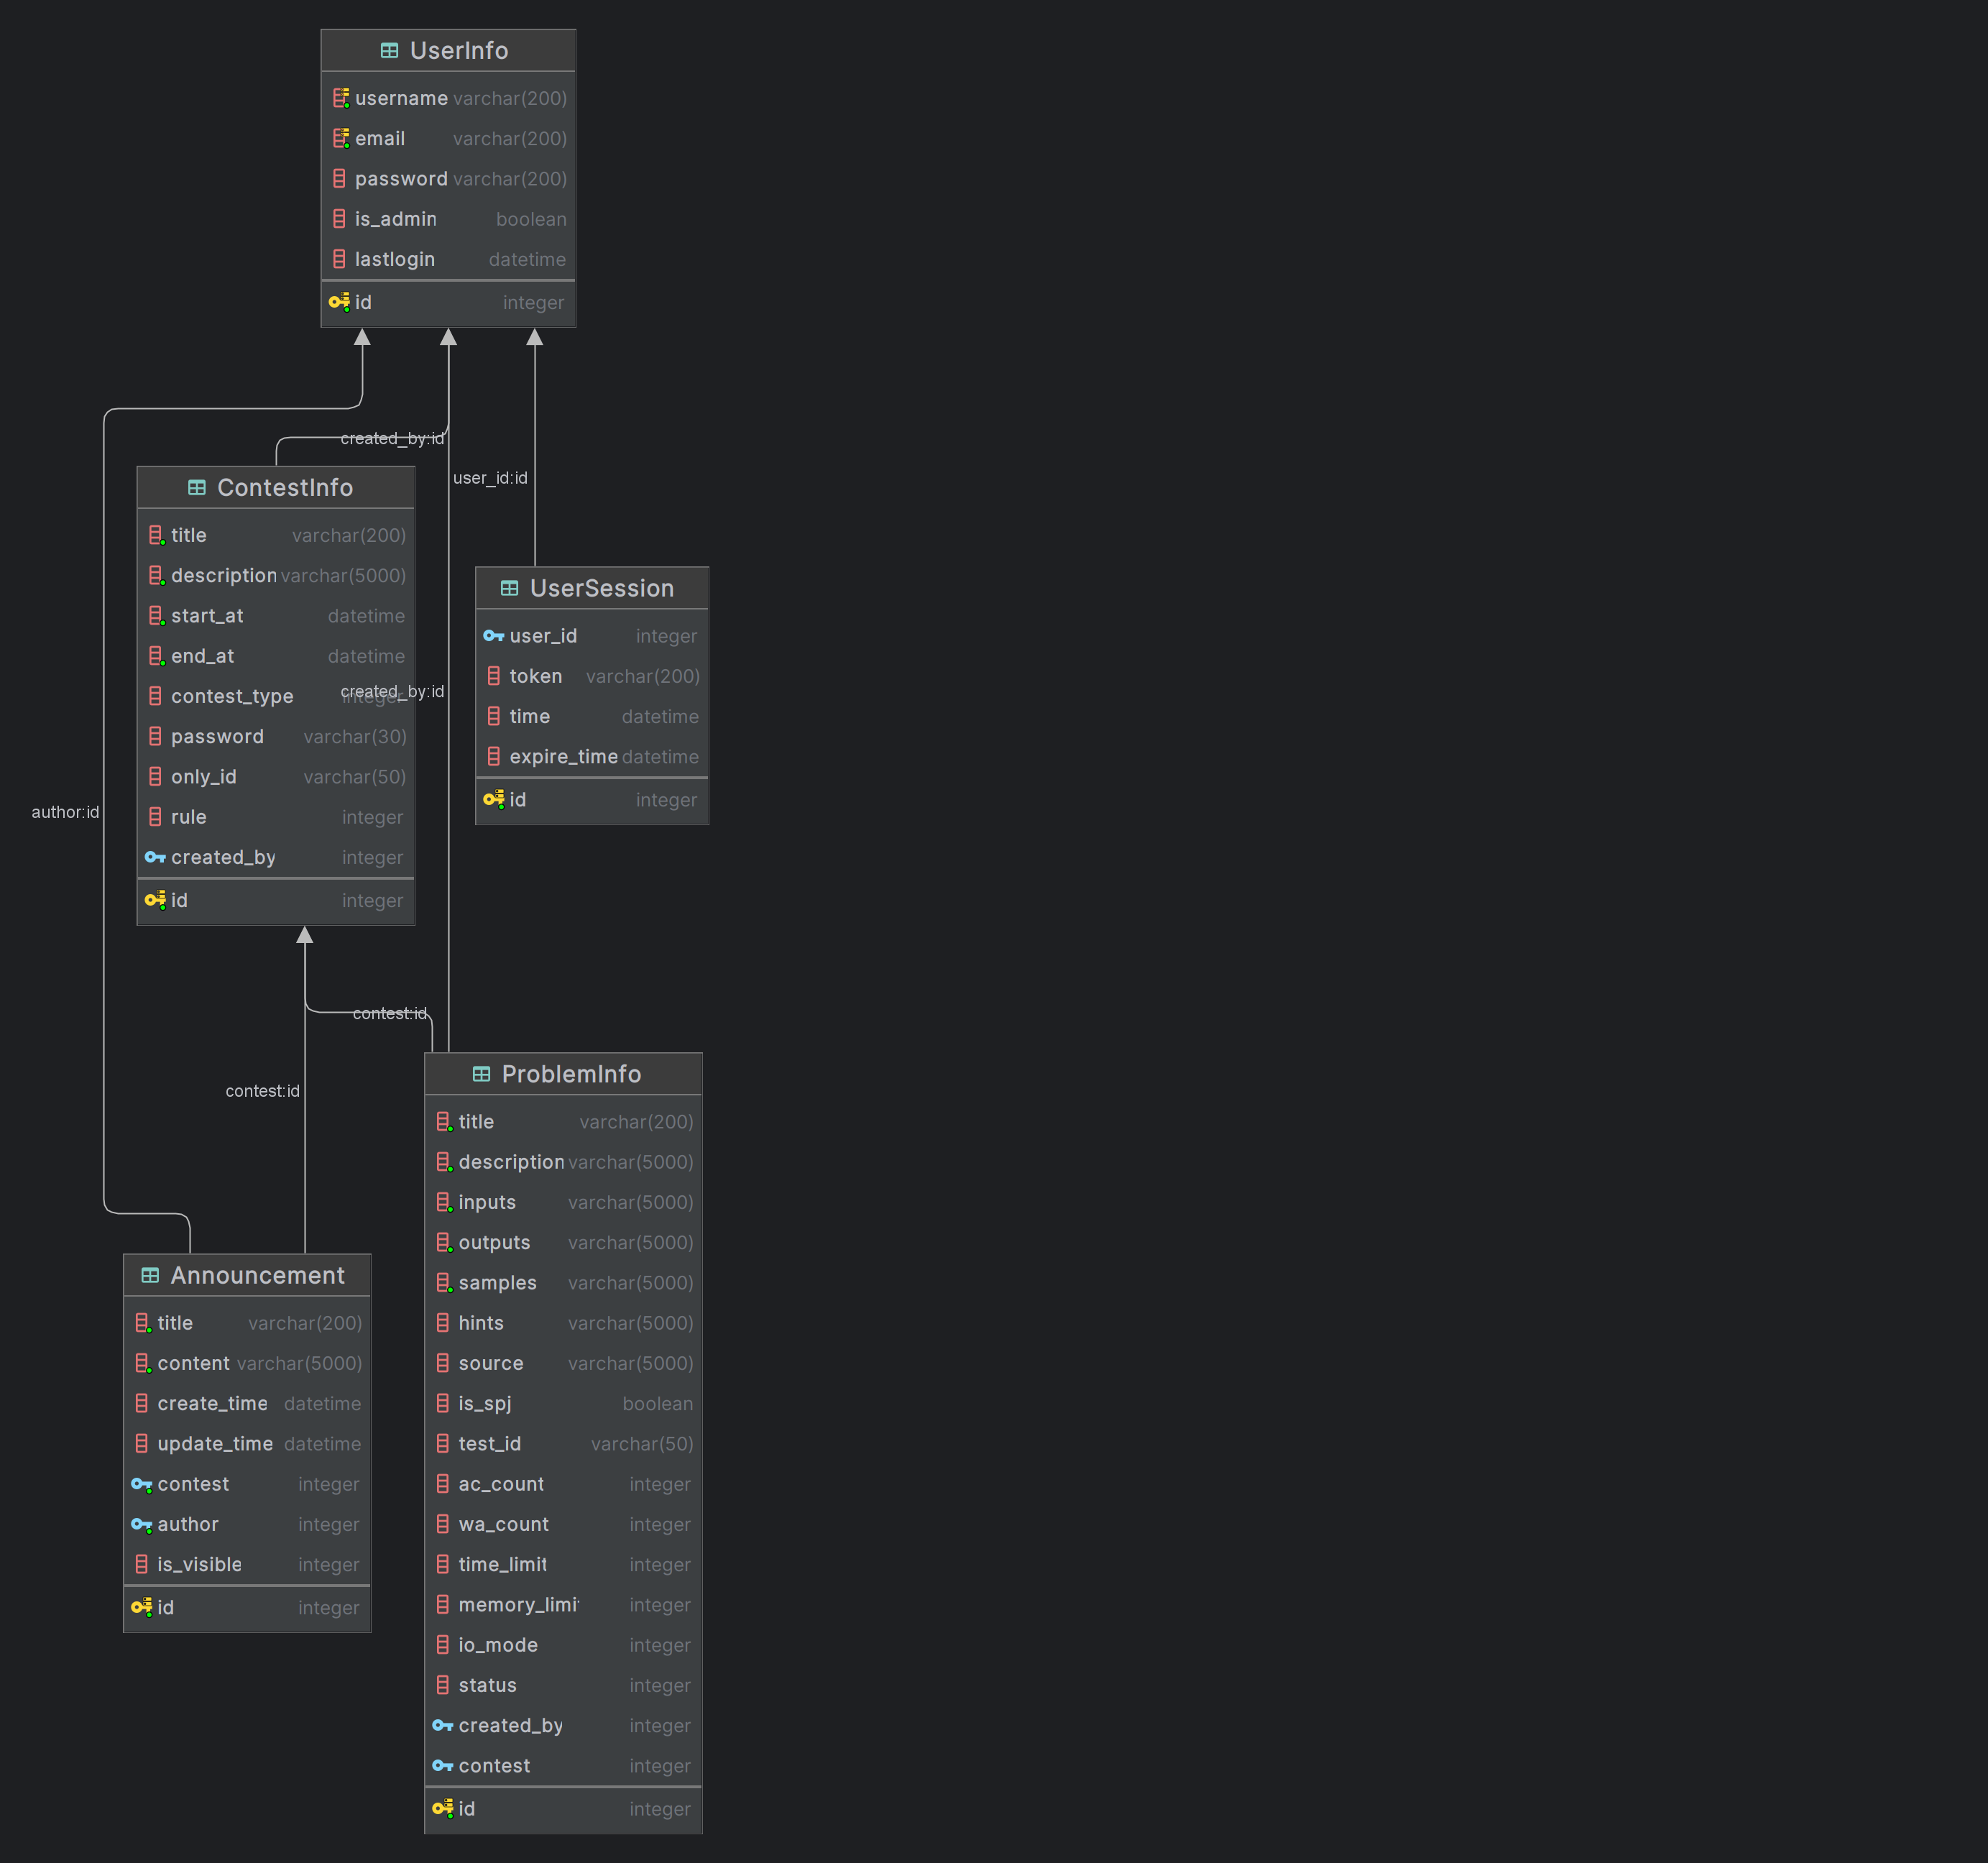 UserInfo
username varchar(200)
email varchar(200)
password varchar(200)
is_admin boolean
lastlogin datetime
id integer
created_by:id
user_id:id
ContestInfo
title varchar(200)
description varchar(5000)
start_at datetime
end_at datetime
contest_type integer
created_by:id
password varchar(30)
only_id varchar(50)
rule integer
created_by integer
id integer
UserSession
user_id integer
token varchar(200)
time datetime
expire_time datetime
id integer
author:id
contest:id
contest:id
ProblemInfo
title varchar(200)
description varchar(5000)
inputs varchar(5000)
outputs varchar(5000)
samples varchar(5000)
hints varchar(5000)
source varchar(5000)
is_spj boolean
test_id varchar(50)
ac_count integer
wa_count integer
time_limit integer
memory_limi integer
io_mode integer
status integer
created_by integer
contest integer
id integer
Announcement
title varchar(200)
content varchar(5000)
create_time datetime
update_time datetime
contest integer
author integer
is_visible integer
id integer